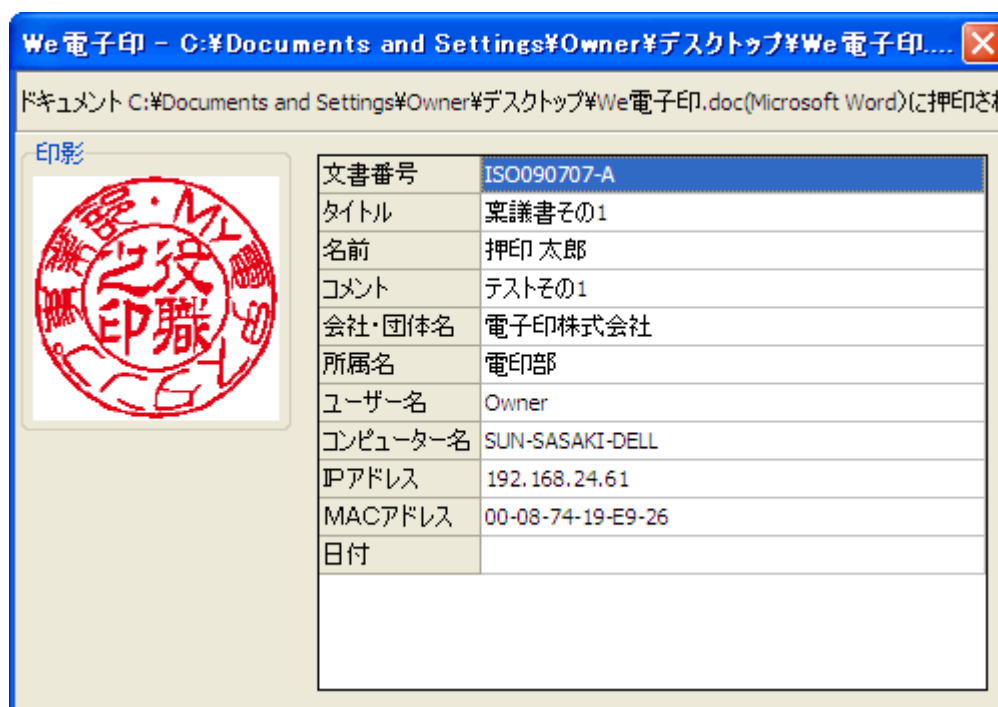 We電子印 - C:¥Documents and Settings¥Owner¥デスクトップ¥We電子印....
ドキュメント C:¥Documents and Settings¥Owner¥デスクトップ¥We電子印.doc(Microsoft Word)に押印され
印影
文書番号 ISO090707-A
タイトル 稟議書その1
名前 押印 太郎
コメント テストその1
会社・団体名 電子印株式会社
所属名 電印部
ユーザー名 Owner
コンピューター名 SUN-SASAKI-DELL
IPアドレス 192.168.24.61
MACアドレス 00-08-74-19-E9-26
日付
役職
之印